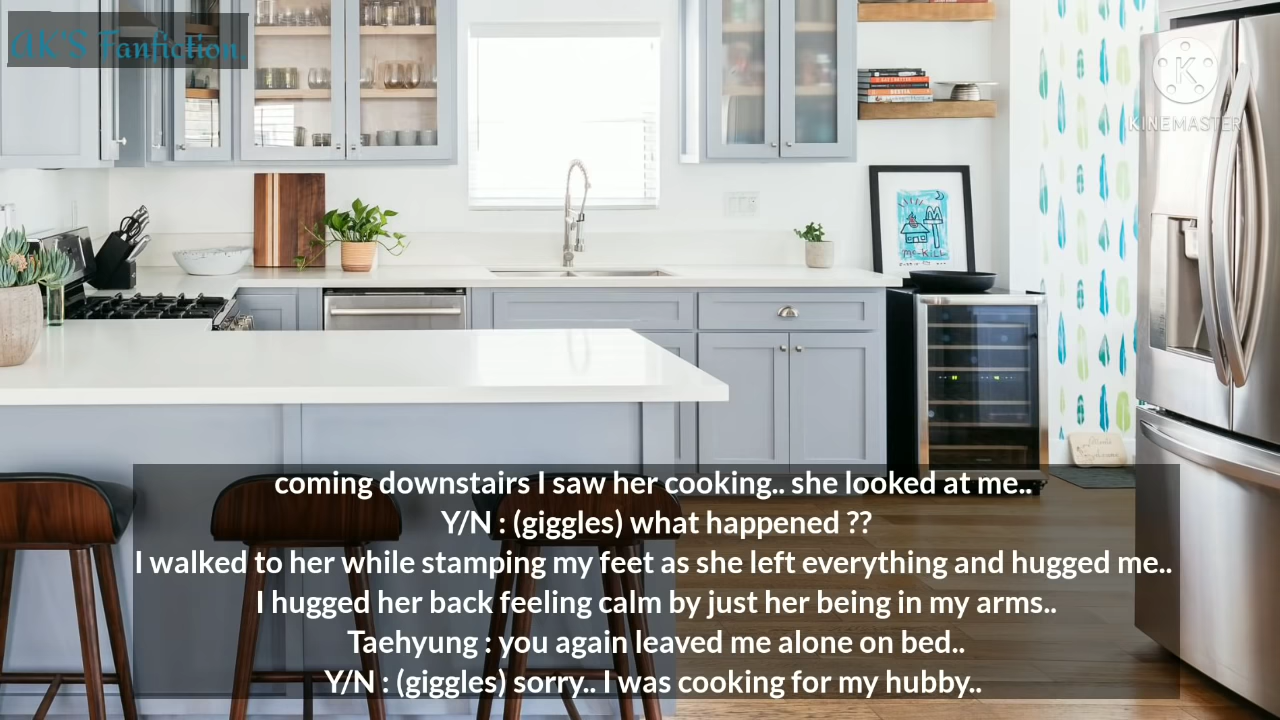 AK'S Fanfiction
KINEMASTER
coming downstairs I saw her cooking.. she looked at me..
Y/N : (giggles) what happened ??
I walked to her while stamping my feet as she left everything and hugged me..
I hugged her back feeling calm by just her being in my arms..
Taehyung : you again leaved me alone on bed..
Y/N : (giggles) sorry.. I was cooking for my hubby..